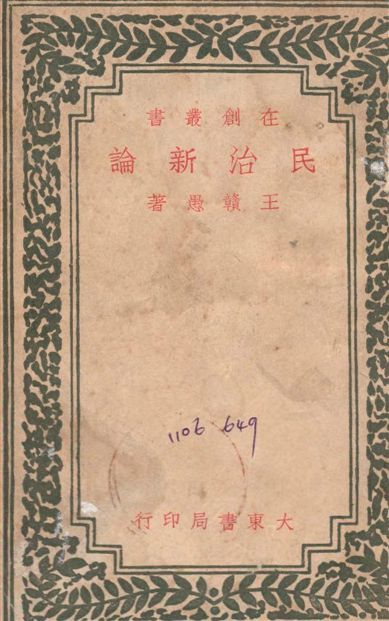 在創叢書
民治新論
王贛愚著
1106 649
大東書局印行